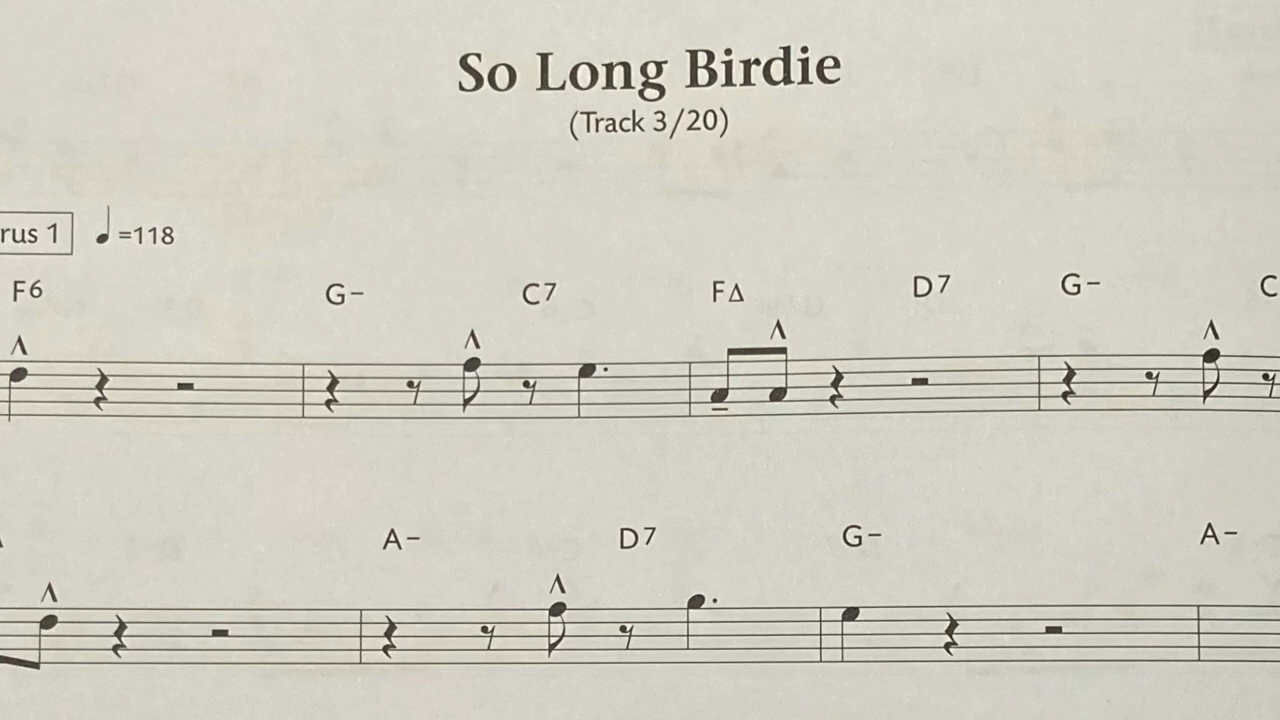 So Long Birdie
(Track 3/20)
rus 1 =118
F6 G– C7 F∆ D7 G– C
A– D7 G– A–